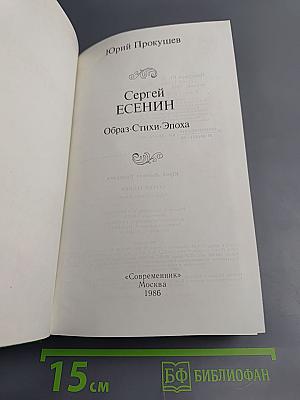 Юрий Прокушев
Сергей
ЕСЕНИН
Образ·Стихи·Эпоха
«Современник»
Москва
1986
15 см
БФ БИБЛИОФАН